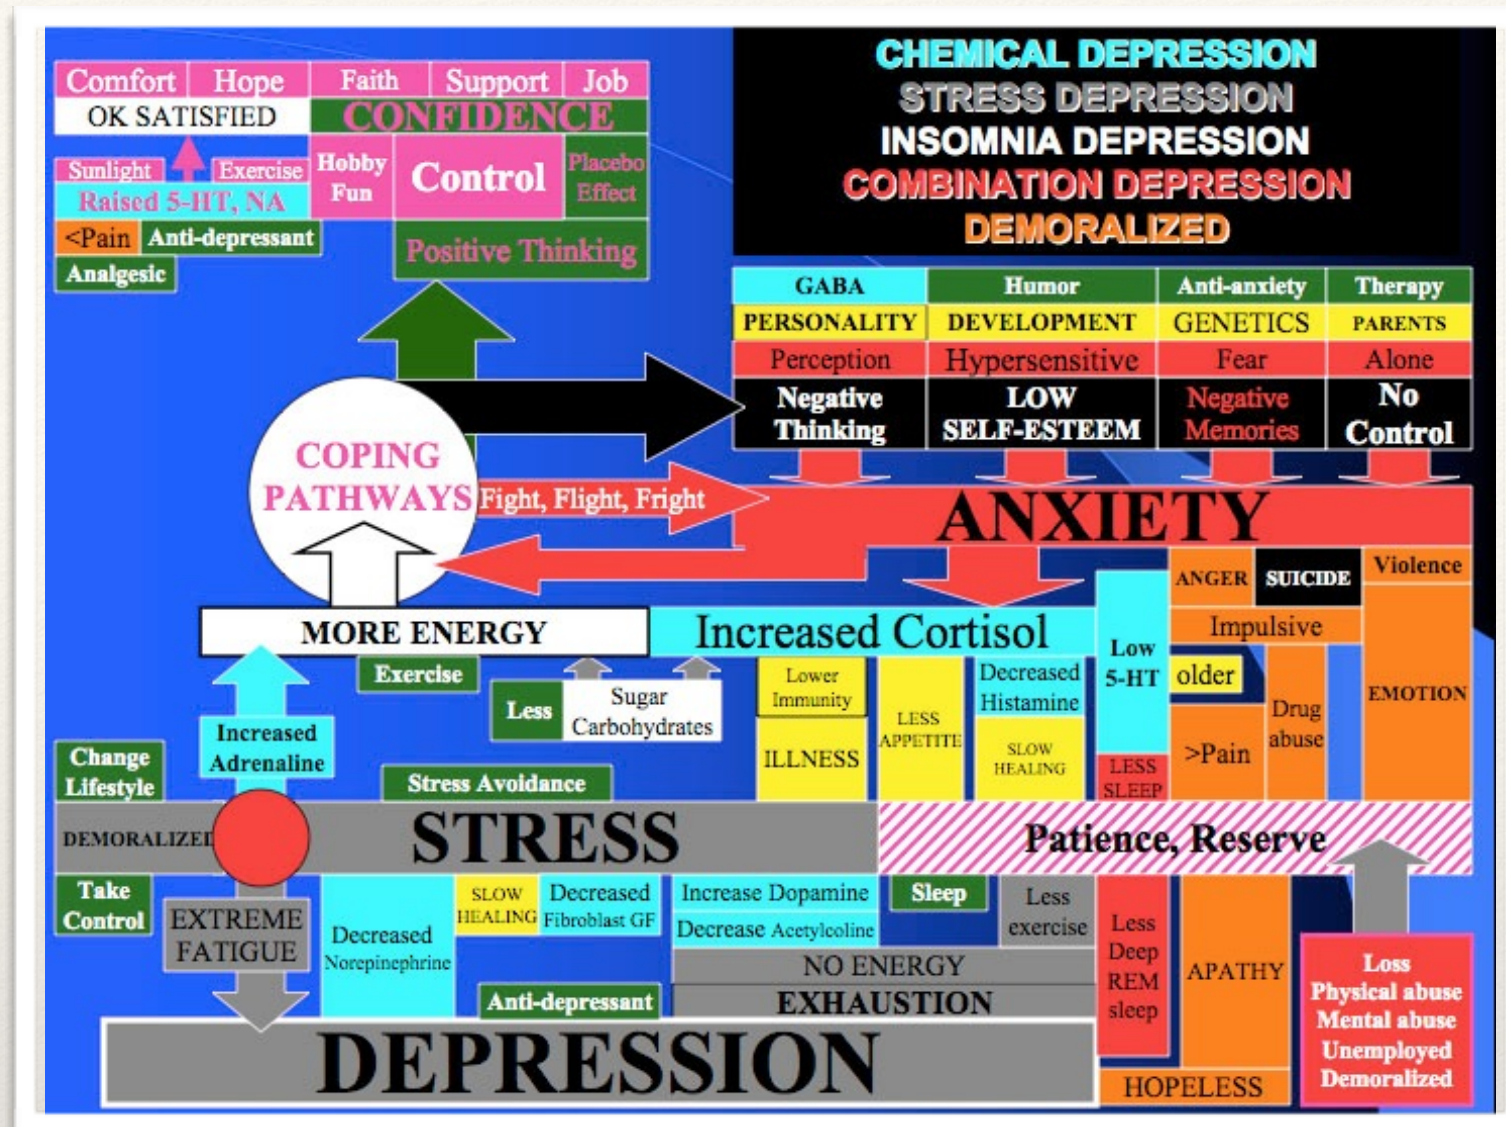 CHEMICAL DEPRESSION
STRESS DEPRESSION
INSOMNIA DEPRESSION
COMBINATION DEPRESSION
DEMORALIZED
Comfort Hope Faith Support Job
OK SATISFIED CONFIDENCE
Sunlight Exercise
Raised 5-HT, NA
Hobby
Fun
Control
Placebo
Effect
<Pain Anti-depressant
Analgesic
Positive Thinking
GABA Humor Anti-anxiety Therapy
PERSONALITY DEVELOPMENT GENETICS PARENTS
Perception Hypersensitive Fear Alone
Negative
Thinking
LOW
SELF-ESTEEM
Negative
Memories
No
Control
COPING
PATHWAYS
Fight, Flight, Fright
ANXIETY
MORE ENERGY
Increased Cortisol
Exercise
Less
Sugar
Carbohydrates
Increased
Adrenaline
Change
Lifestyle
Stress Avoidance
Lower
Immunity
ILLNESS
LESS
APPETITE
Decreased
Histamine
SLOW
HEALING
Low
5-HT
LESS
SLEEP
ANGER
SUICIDE
Violence
Impulsive
older
>Pain
Drug
abuse
EMOTION
DEMORALIZED
STRESS
Patience, Reserve
Take
Control
EXTREME
FATIGUE
Decreased
Norepinephrine
SLOW
HEALING
Decreased
Fibroblast GF
Increase Dopamine
Decrease Acetylcoline
Sleep
Less
exercise
NO ENERGY
EXHAUSTION
Anti-depressant
Less
Deep
REM
sleep
APATHY
Loss
Physical abuse
Mental abuse
Unemployed
Demoralized
DEPRESSION
HOPELESS